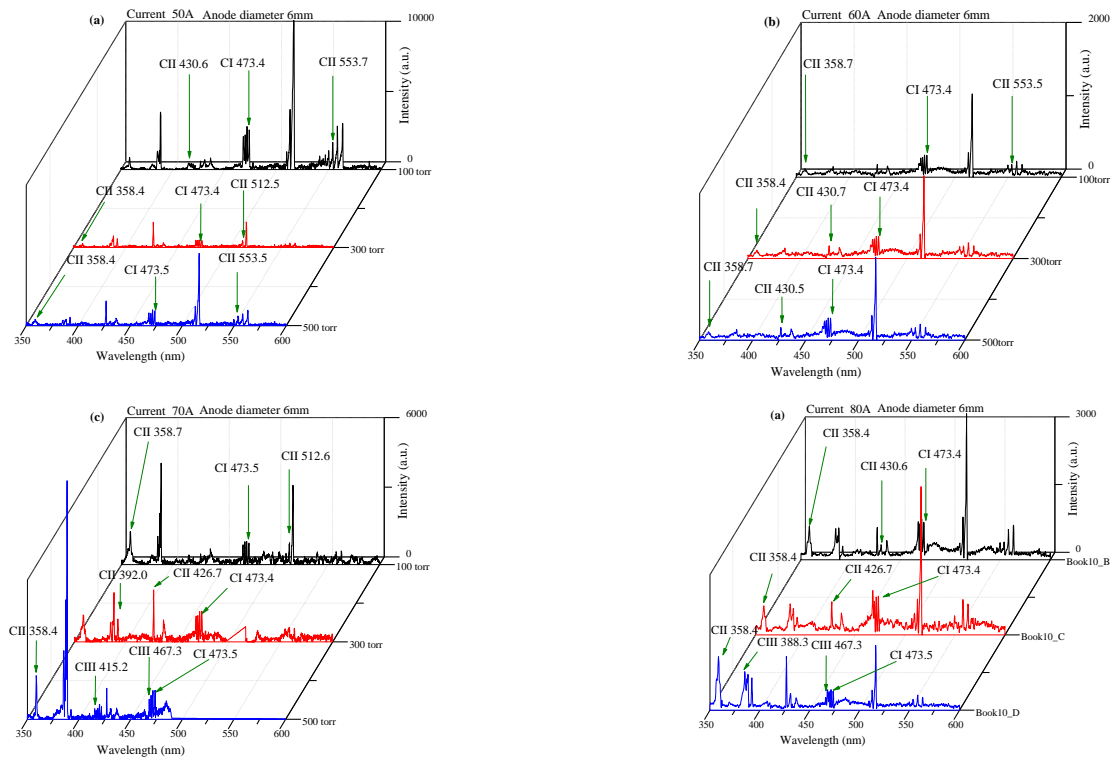 (a) Current 50A Anode diameter 6mm
10000
CII 430.6 CI 473.4 CII 553.7
Intensity (a.u.)
0
100 torr
CII 358.4 CI 473.4 CII 512.5
300 torr
CII 358.4 CI 473.5 CII 553.5
500 torr
350 400 450 500 550 600
Wavelength (nm)
(b) Current 60A Anode diameter 6mm
2000
CII 358.7 CI 473.4 CII 553.5
Intensity (a.u.)
0
100torr
CII 358.4 CII 430.7 CI 473.4
300torr
CII 358.7 CII 430.5 CI 473.4
500torr
350 400 450 500 550 600
Wavelength (nm)
(c) Current 70A Anode diameter 6mm
6000
CII 358.7 CI 473.5 CII 512.6
Intensity (a.u.)
0
100 torr
CII 392.0 CII 426.7 CI 473.4
300 torr
CII 358.4 CIII 415.2 CIII 467.3 CI 473.5
500 torr
350 400 450 500 550 600
Wavelength (nm)
(a) Current 80A Anode diameter 6mm
3000
CII 358.4 CII 430.6 CI 473.4
Intensity (a.u.)
0
Book10_B
CII 358.4 CII 426.7 CI 473.4
Book10_C
CII 358.4 CIII 388.3 CIII 467.3 CI 473.5
Book10_D
350 400 450 500 550 600
Wavelength (nm)